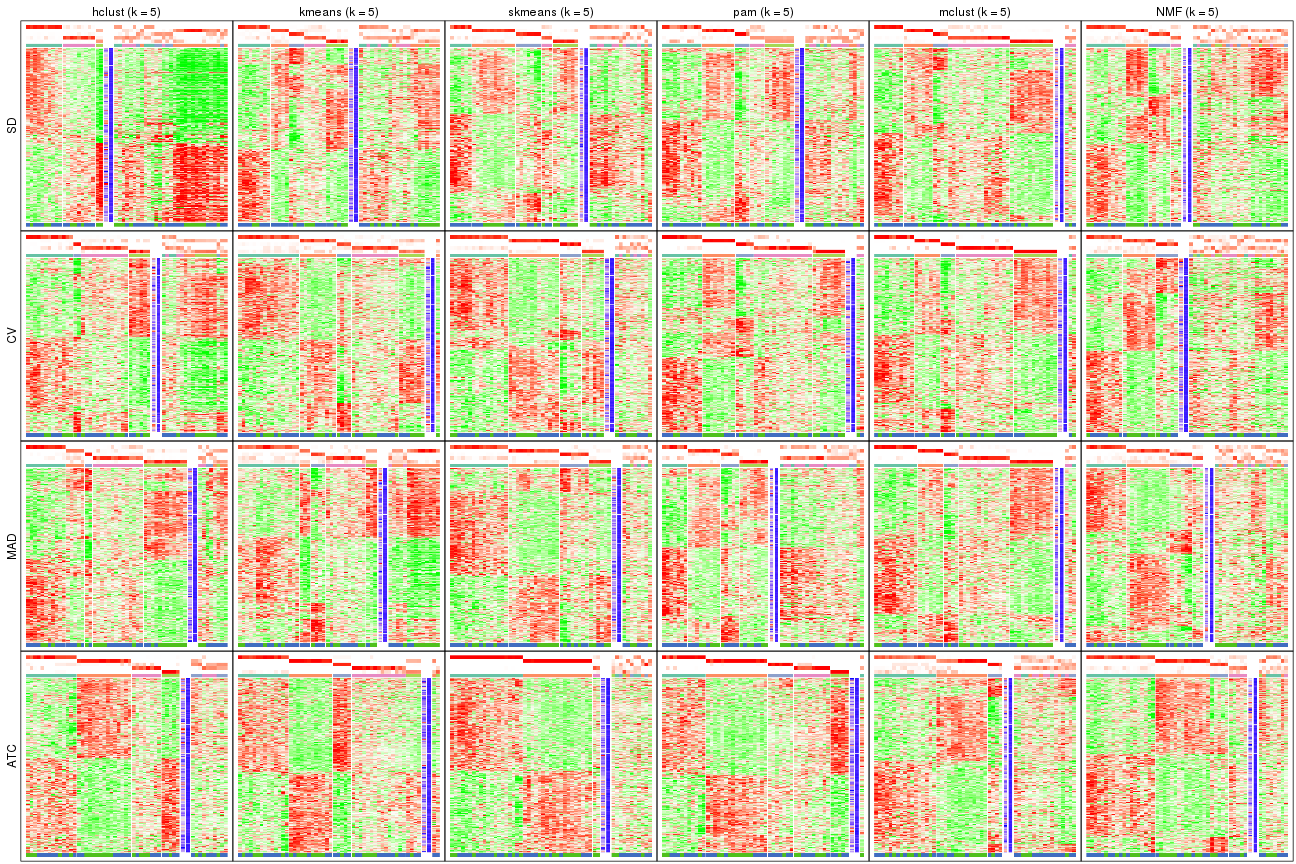 hclust (k = 5) kmeans (k = 5) skmeans (k = 5) pam (k = 5) mclust (k = 5) NMF (k = 5)
SD
CV
MAD
ATC